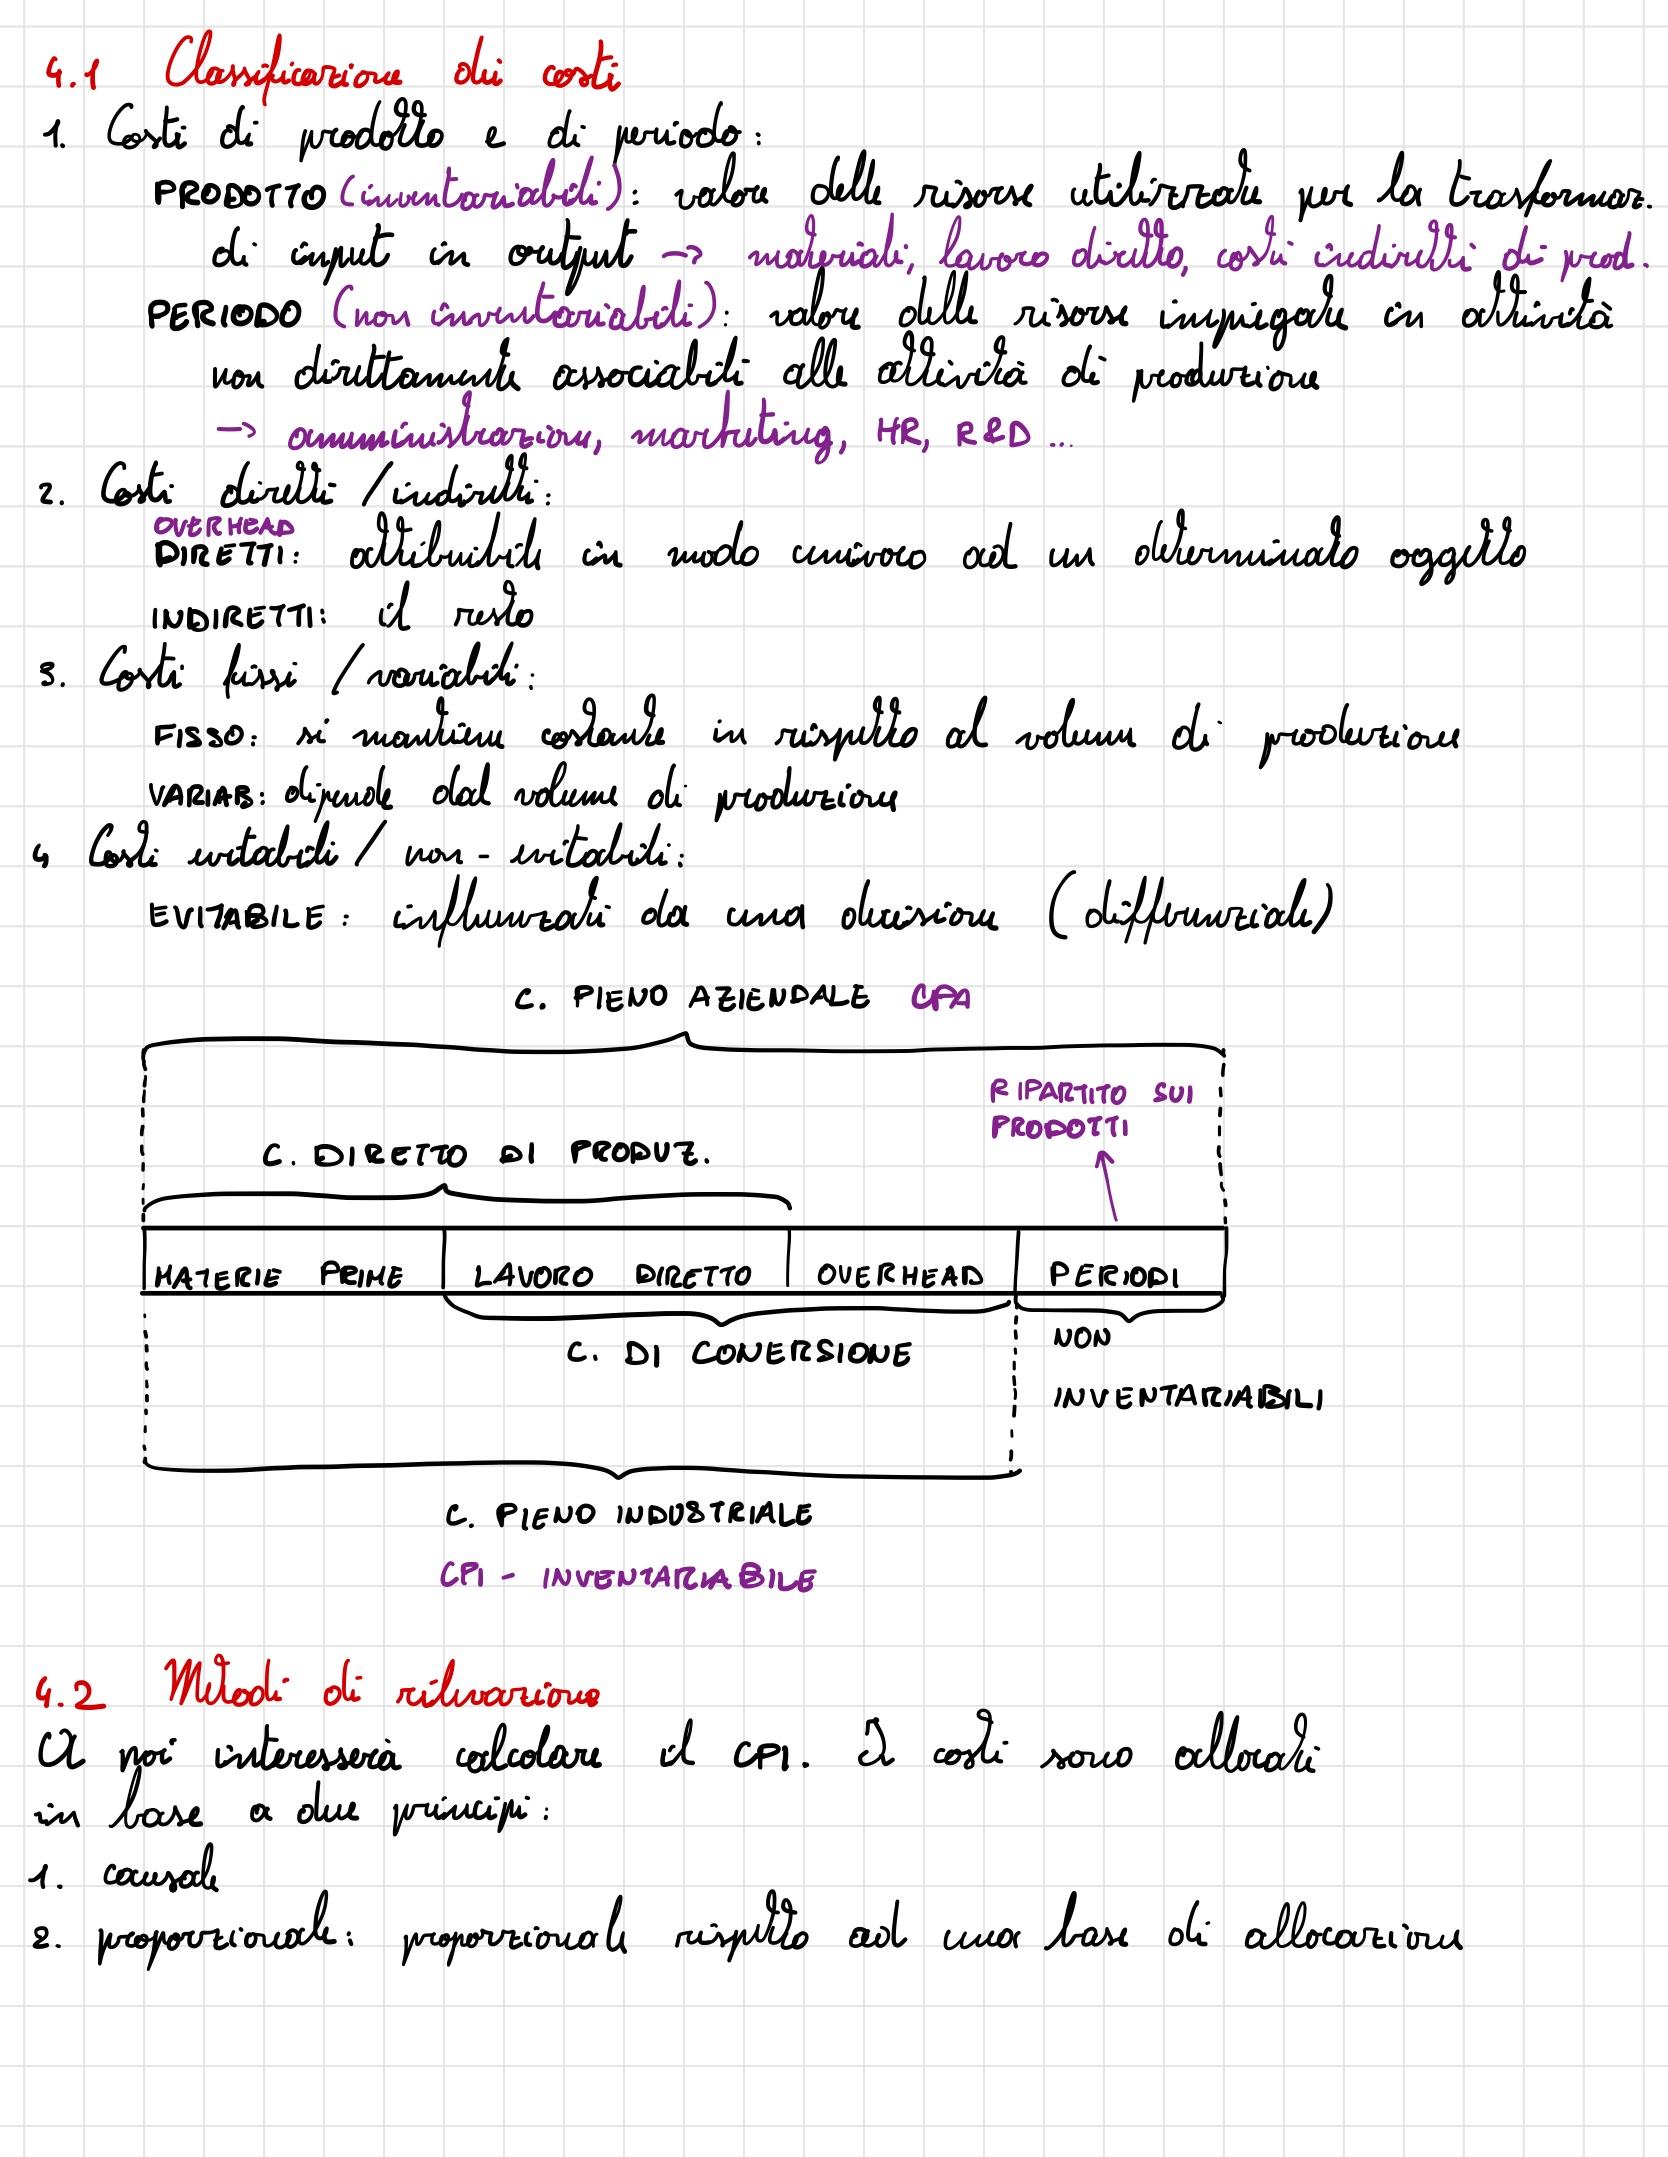 4.1 Classificazione dei costi
1. Costi di prodotto e di periodo:
PRODOTTO (inventariabili): valore delle risorse utilizzate per la trasformaz.
di input in output -> materiali, lavoro diretto, costi indiretti di prod.
PERIODO (non inventariabili): valore delle risorse impiegate in attività
non direttamente associabili alle attività di produzione
-> amministrazione, marketing, HR, R&D ...
2. Costi diretti / indiretti:
OVERHEAD
DIRETTI: attribuibile in modo univoco ad un determinato oggetto
INDIRETTI: il resto
3. Costi fissi / variabili:
FISSO: si mantiene costante in rispetto al volume di produzione
VARIAB: dipende dal volume di produzione
4 Costi evitabili / non-evitabili:
EVITABILE: influenzati da una decisione (differenziale)
C. PIENO AZIENDALE CPA
RIPARTITO SUI
PRODOTTI
C. DIRETTO DI PRODUZ.
MATERIE PRIME LAVORO DIRETTO OVERHEAD PERIODI
C. DI CONERSIONE
NON
INVENTARIABILI
C. PIENO INDUSTRIALE
CPI - INVENTARIABILE
4.2 Metodi di rilevazione
A noi interesserà calcolare il CPI. I costi sono allocati
in base a due principi:
1. causale
2. proporzionale: proporzionale rispetto ad una base di allocazione